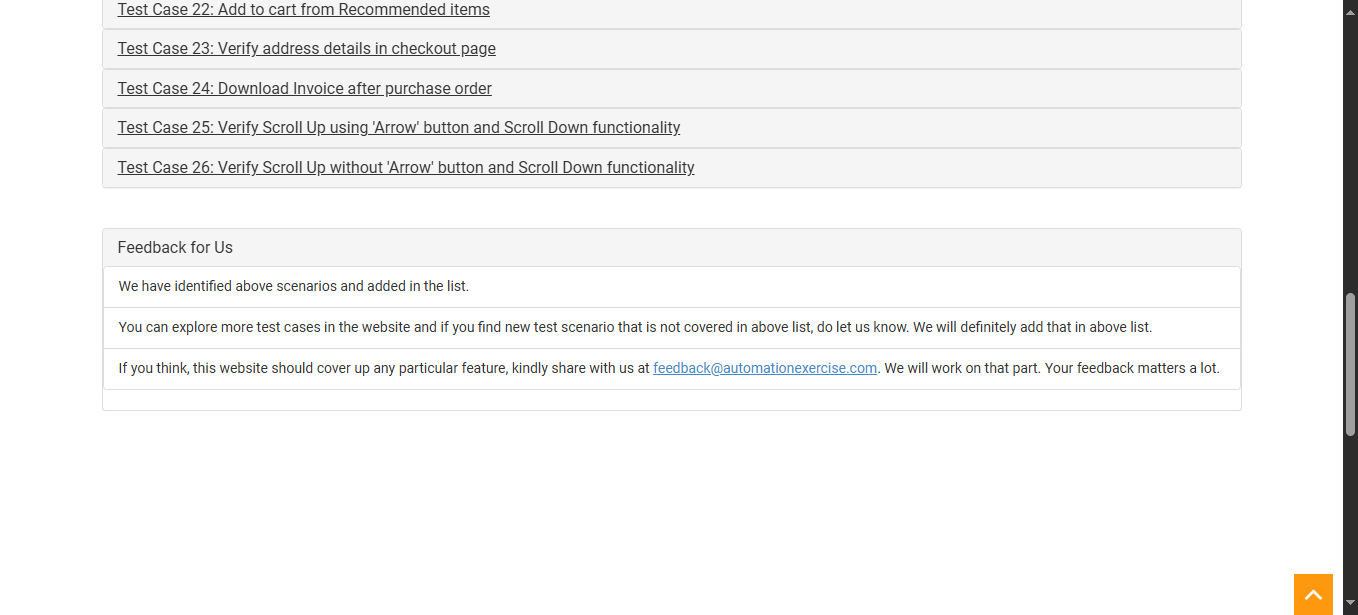 Test Case 22: Add to cart from Recommended items
Test Case 23: Verify address details in checkout page
Test Case 24: Download Invoice after purchase order
Test Case 25: Verify Scroll Up using 'Arrow' button and Scroll Down functionality
Test Case 26: Verify Scroll Up without 'Arrow' button and Scroll Down functionality
Feedback for Us
We have identified above scenarios and added in the list.
You can explore more test cases in the website and if you find new test scenario that is not covered in above list, do let us know. We will definitely add that in above list.
If you think, this website should cover up any particular feature, kindly share with us at feedback@automationexercise.com. We will work on that part. Your feedback matters a lot.